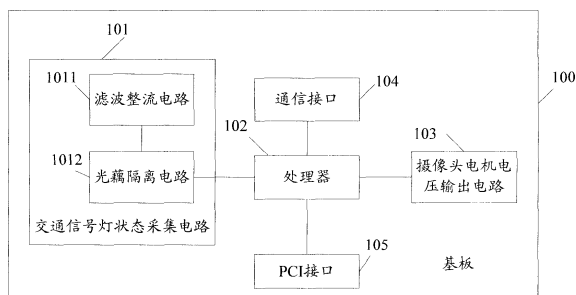 101
1011
滤波整流电路
104
通信接口
100
102
103
1012
光藕隔离电路
处理器
摄像头电机电
压输出电路
交通信号灯状态采集电路
105
PCI接口
基板